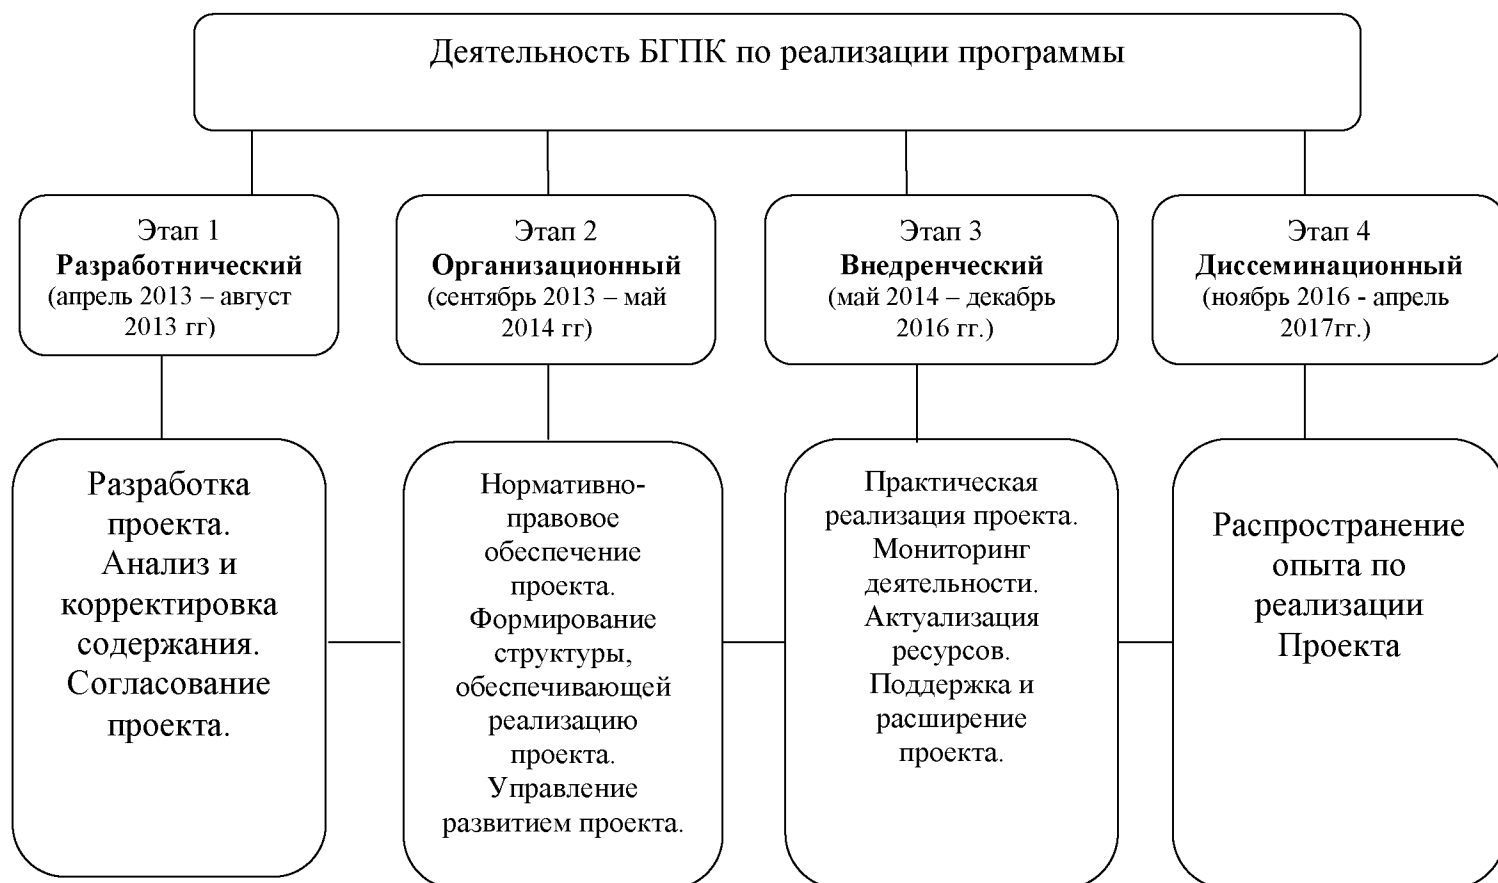 Деятельность БГПК по реализации программы
Этап 1
Разработнический
(апрель 2013 – август
2013 гг)
Этап 2
Организационный
(сентябрь 2013 – май
2014 гг)
Этап 3
Внедренческий
(май 2014 – декабрь
2016 гг.)
Этап 4
Диссеминационный
(ноябрь 2016 - апрель
2017гг.)
Разработка
проекта.
Анализ и
корректировка
содержания.
Согласование
проекта.
Нормативно-
правовое
обеспечение
проекта.
Формирование
структуры,
обеспечивающей
реализацию
проекта.
Управление
развитием проекта.
Практическая
реализация проекта.
Мониторинг
деятельности.
Актуализация
ресурсов.
Поддержка и
расширение
проекта.
Распространение
опыта по
реализации
Проекта